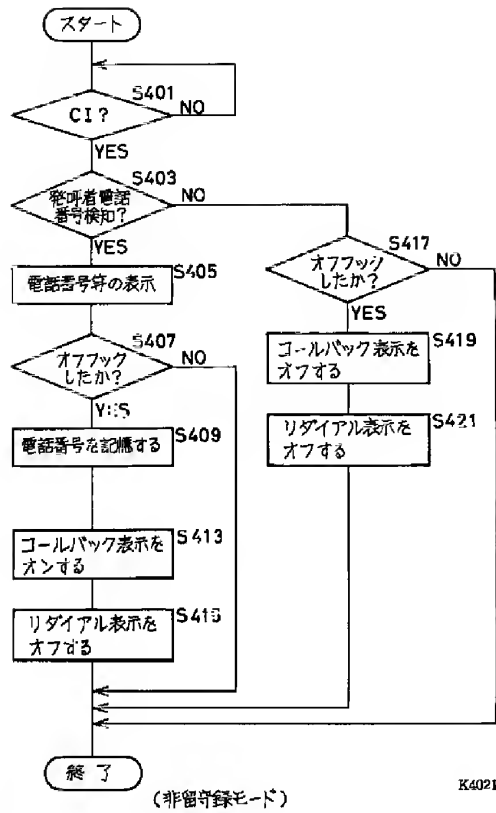 スタート
S401
CI?
NO
YES
S403
発呼者電話
番号検知?
NO
YES
S405
電話番号等の表示
S407
オフフック
したか?
NO
YES
S409
電話番号を記憶する
S413
コールバック表示を
オンする
S415
リダイアル表示を
オフする
S417
オフフック
したか?
NO
YES
S419
コールバック表示を
オフする
S421
リダイアル表示を
オフする
終了
(非留守録モード)
K402F